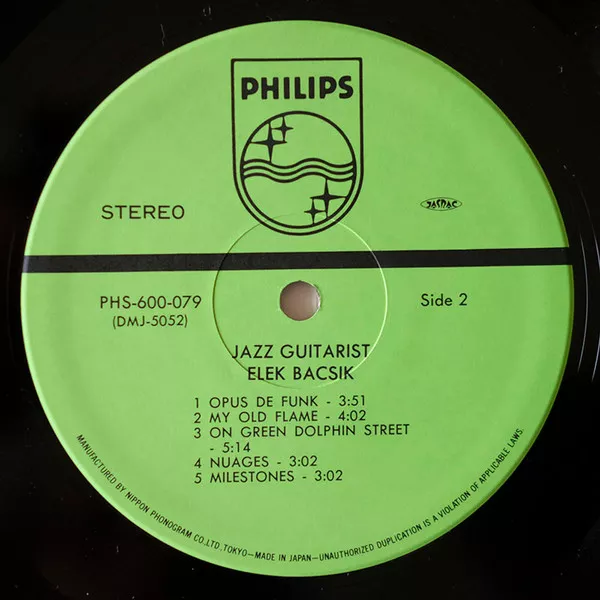 PHILIPS
STEREO
JASRAC
PHS-600-079
(DMJ-5052)
Side 2
JAZZ GUITARIST
ELEK BACSIK
1 OPUS DE FUNK - 3:51
2 MY OLD FLAME - 4:02
3 ON GREEN DOLPHIN STREET
- 5:14
4 NUAGES - 3:02
5 MILESTONES - 3:02
MANUFACTURED BY NIPPON PHONOGRAM CO.,LTD.,TOKYO—MADE IN JAPAN—UNAUTHORIZED DUPLICATION IS A VIOLATION OF APPLICABLE LAWS.